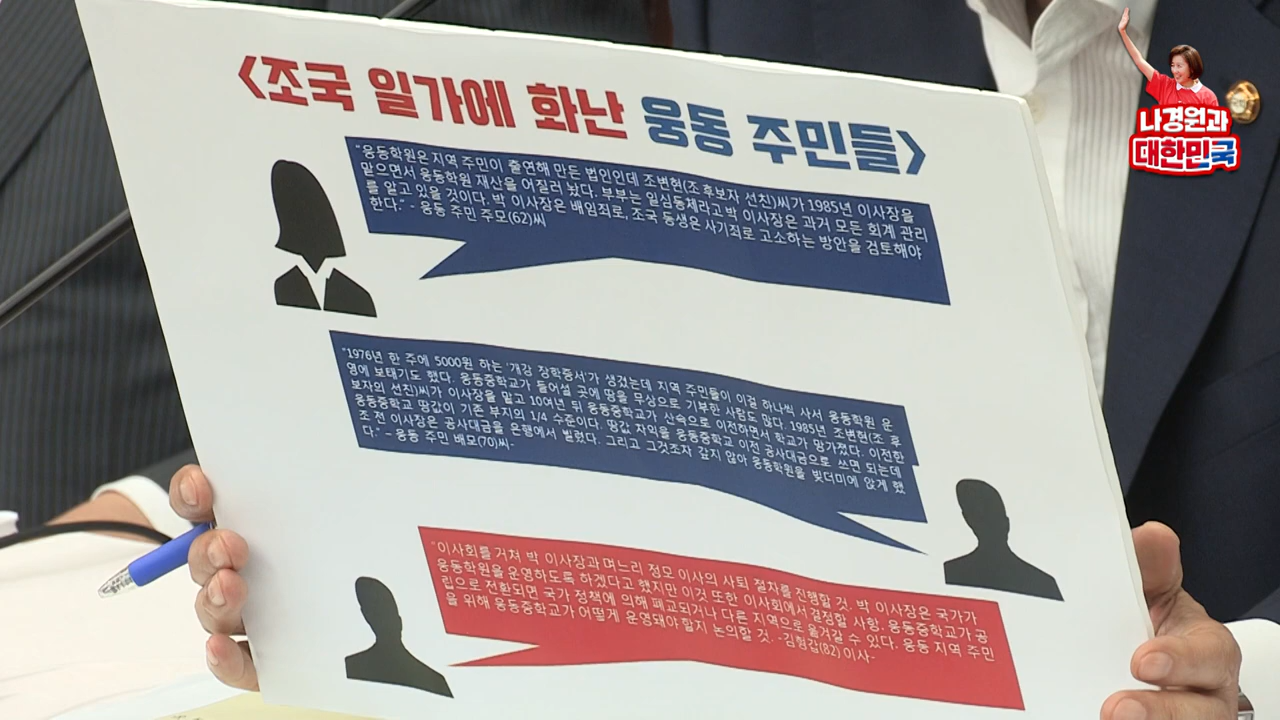 나경원과
대한민국
<조국 일가에 화난 웅동 주민들>
"웅동학원은 지역 주민이 출연해 만든 법인인데 조변현(조 후보자 선친)씨가 1985년 이사장을
맡으면서 웅동학원 재산을 어질러 놨다. 부부는 일심동체라고 박 이사장은 과거 모든 회계 관리
를 알고 있을 것이다. 박 이사장은 배임죄로, 조국 동생은 사기죄로 고소하는 방안을 검토해야
한다." - 웅동 주민 주모(62)씨
"1976년 한 주에 5000원 하는 '개강 장학증서'가 생겼는데 지역 주민들이 이걸 하나씩 사서 웅동학원 운
영에 보태기도 했다. 웅동중학교가 들어설 곳에 땅을 무상으로 기부한 사람도 많다. 1985년 조변현(조 후
보자의 선친)씨가 이사장을 맡고 10여년 뒤 웅동중학교가 산속으로 이전하면서 학교가 망가졌다. 이전한
웅동중학교 땅값이 기존 부지의 1/4 수준이다. 땅값 차익을 웅동중학교 이전 공사대금으로 쓰면 되는데
조 전 이사장은 공사대금을 은행에서 빌렸다. 그리고 그것조차 갚지 않아 웅동학원을 빚더미에 앉게 했
다." - 웅동 주민 배모(70)씨-
"이사회를 거쳐 박 이사장과 며느리 정모 이사의 사퇴 절차를 진행할 것. 박 이사장은 국가가
웅동학원을 운영하도록 하겠다고 했지만 이것 또한 이사회에서 결정할 사항. 웅동중학교가 공
립으로 전환되면 국가 정책에 의해 폐교되거나 다른 지역으로 옮겨갈 수 있다. 웅동 지역 주민
을 위해 웅동중학교가 어떻게 운영돼야 할지 논의할 것. -김형갑(82) 이사-